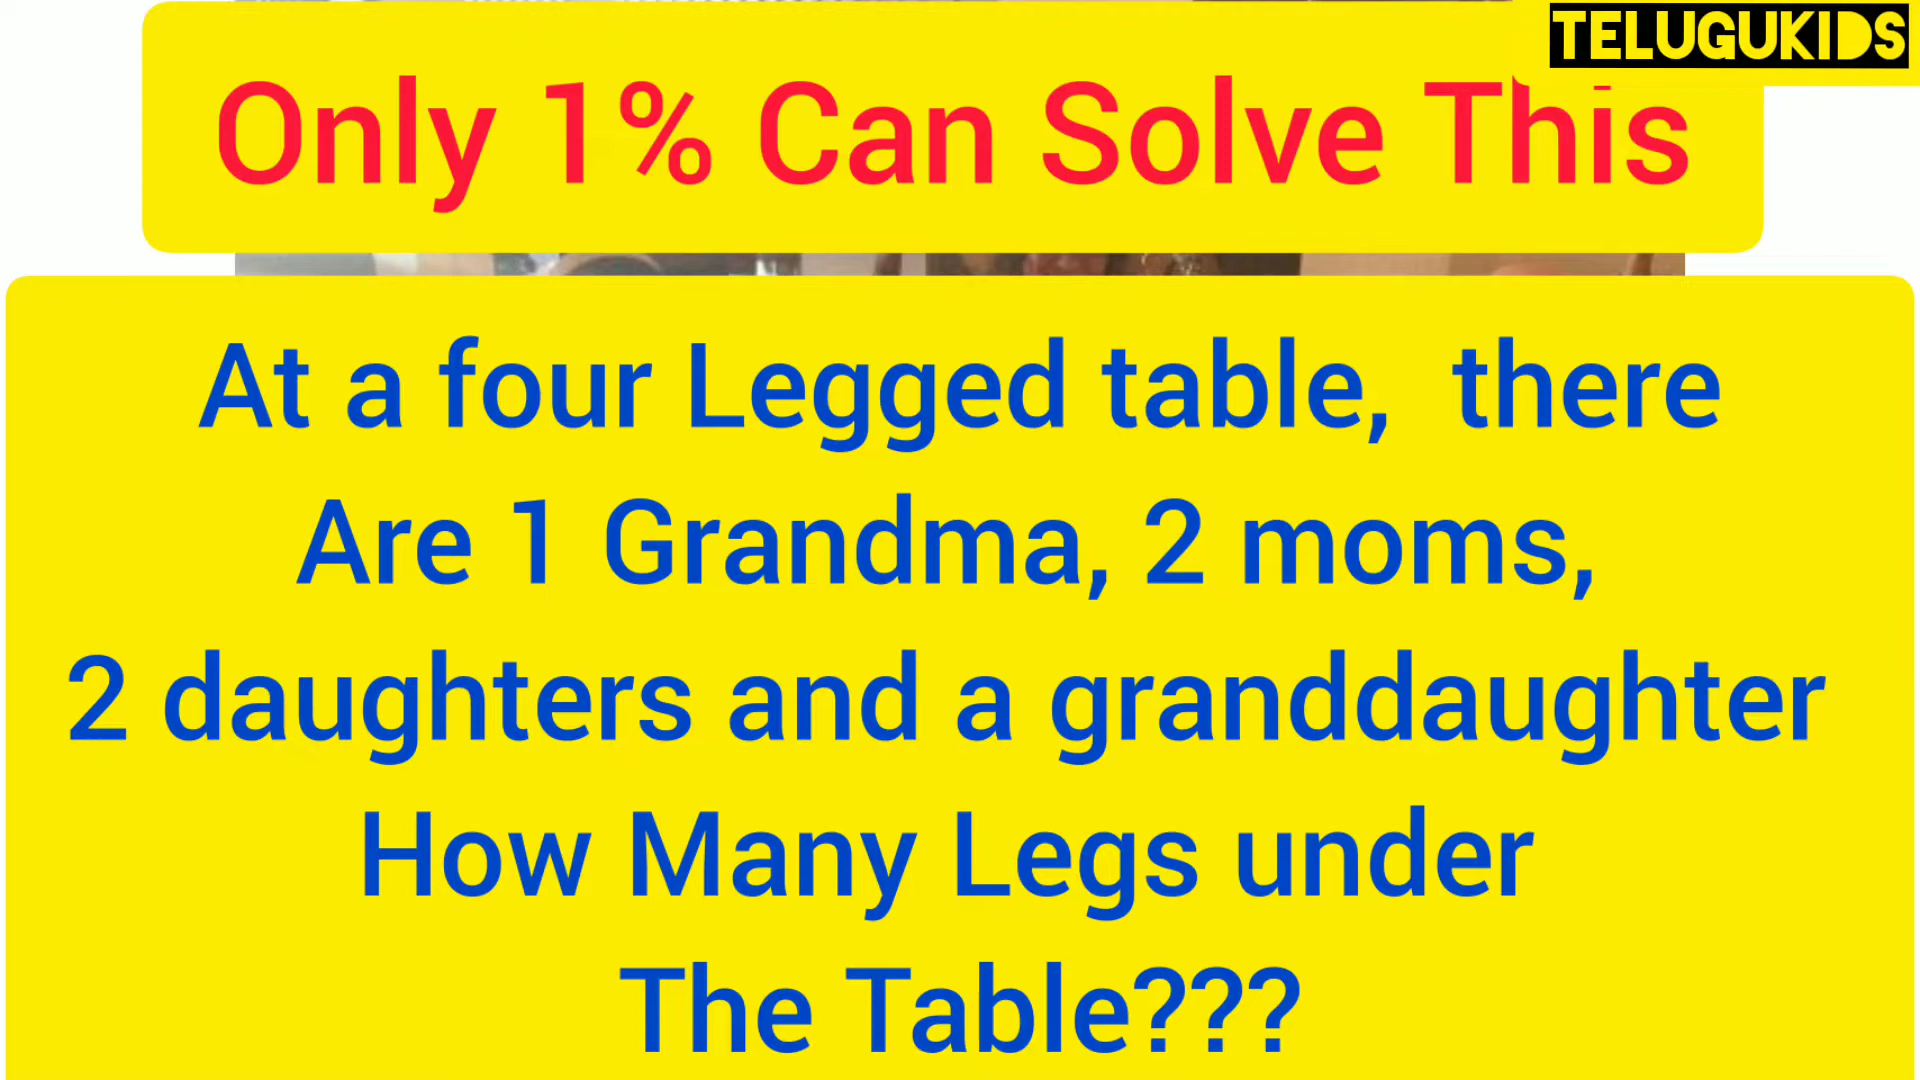 TELUGUKIDS
Only 1% Can Solve This
At a four Legged table, there
Are 1 Grandma, 2 moms,
2 daughters and a granddaughter
How Many Legs under
The Table???